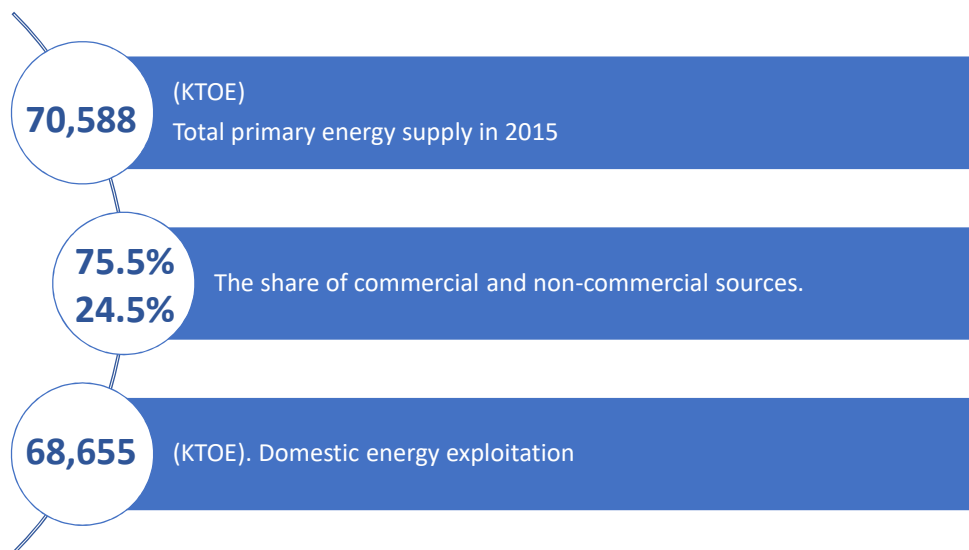 70,588
(KTOE)
Total primary energy supply in 2015
75.5%
24.5%
The share of commercial and non-commercial sources.
68,655
(KTOE). Domestic energy exploitation